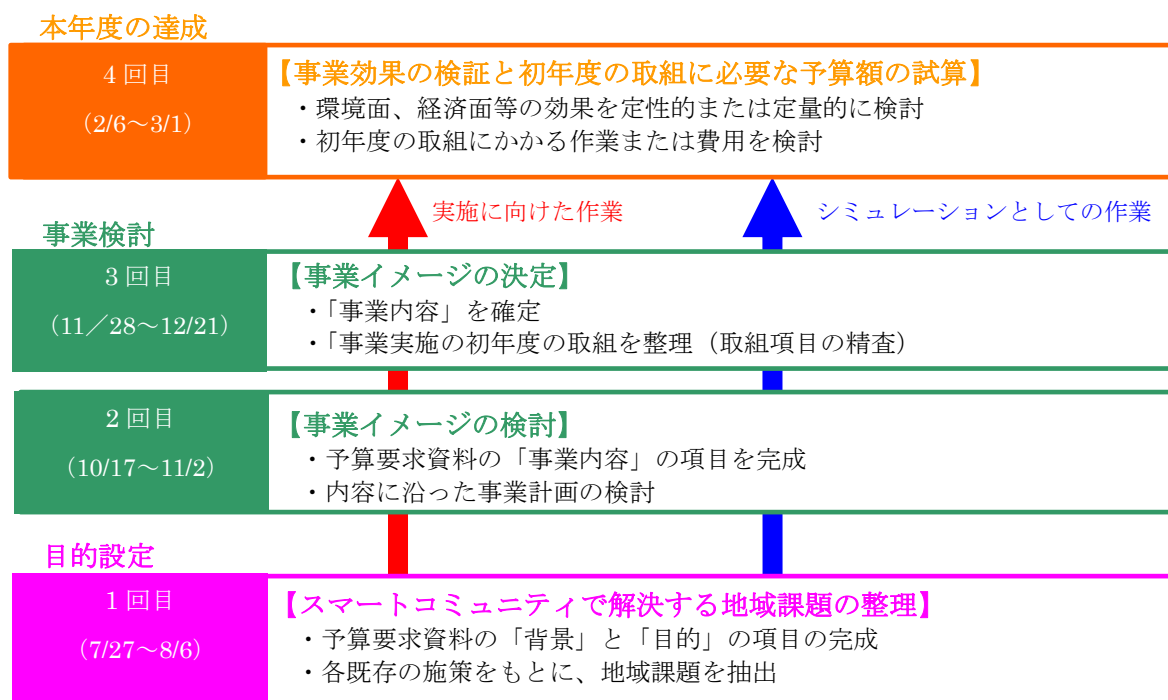 本年度の達成
4 回目
（2/6～3/1）
【事業効果の検証と初年度の取組に必要な予算額の試算】
・環境面、経済面等の効果を定性的または定量的に検討
・初年度の取組にかかる作業または費用を検討
実施に向けた作業
シミュレーションとしての作業
事業検討
3 回目
（11／28～12/21）
【事業イメージの決定】
・「事業内容」を確定
・「事業実施の初年度の取組を整理（取組項目の精査）
2 回目
（10/17～11/2）
【事業イメージの検討】
・予算要求資料の「事業内容」の項目を完成
・内容に沿った事業計画の検討
目的設定
1 回目
（7/27～8/6）
【スマートコミュニティで解決する地域課題の整理】
・予算要求資料の「背景」と「目的」の項目の完成
・各既存の施策をもとに、地域課題を抽出